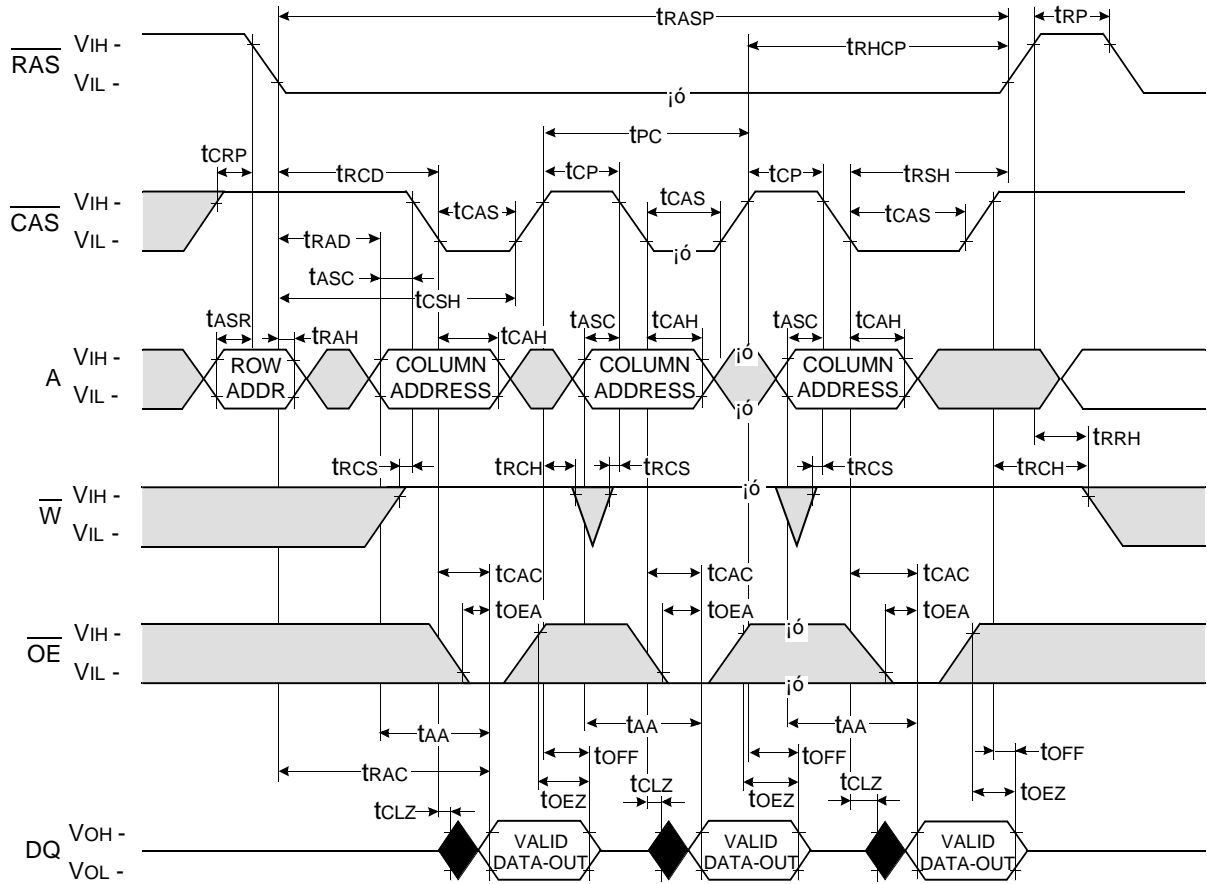 tRASP tRP
VIH -
RAS
VIL -
tRHCP
¡ó
tPC
tCRP
tRCD tCP tCP tRSH
VIH -
CAS
VIL -
tCAS tCAS tCAS
¡ó
tRAD
tASC
tCSH
tASR tRAH tCAH tASC tCAH tASC tCAH
VIH -
A
VIL -
ROW
ADDR
COLUMN
ADDRESS
COLUMN
ADDRESS
¡ó
¡ó
COLUMN
ADDRESS
tRRH
tRCS tRCH tRCS tRCS tRCH
VIH -
W
VIL -
¡ó
tCAC tCAC tCAC
tOEA tOEA tOEA
VIH -
OE
VIL -
¡ó
¡ó
tAA tAA tAA
tOFF tOFF tOFF
tRAC
tCLZ tOEZ tCLZ tOEZ tCLZ tOEZ
VOH -
DQ
VOL -
VALID
DATA-OUT
VALID
DATA-OUT
VALID
DATA-OUT